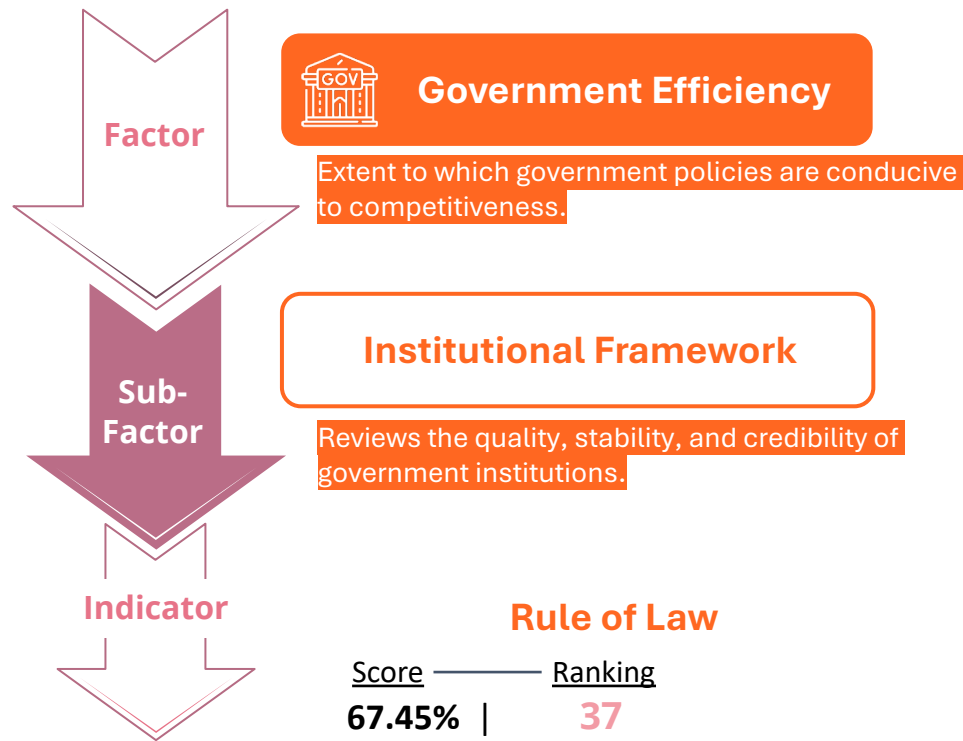 Factor
GOV
Government Efficiency
Extent to which government policies are conducive
to competitiveness.
Sub-
Factor
Institutional Framework
Reviews the quality, stability, and credibility of
government institutions.
Indicator
Rule of Law
Score Ranking
67.45% | 37